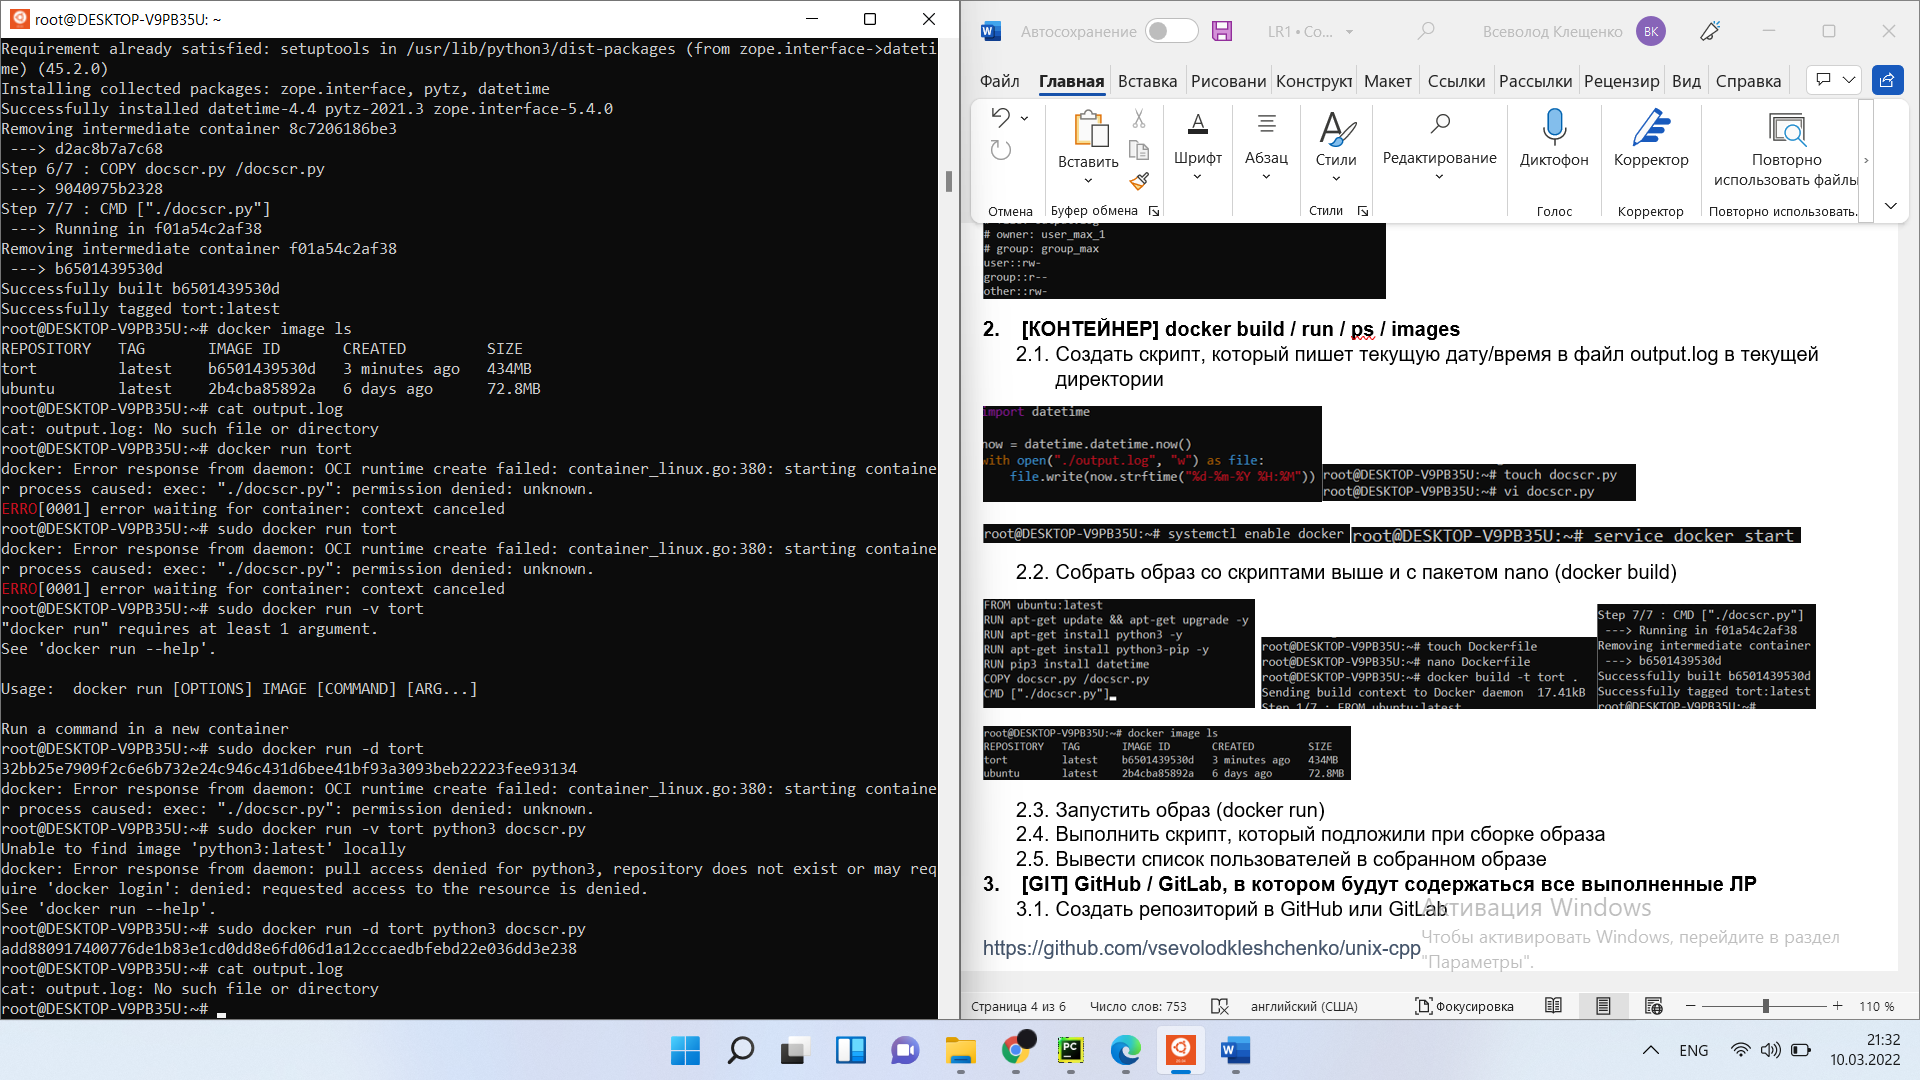 root@DESKTOP-V9PB35U: ~
Requirement already satisfied: setuptools in /usr/lib/python3/dist-packages (from zope.interface->dateti
me) (45.2.0)
Installing collected packages: zope.interface, pytz, datetime
Successfully installed datetime-4.4 pytz-2021.3 zope.interface-5.4.0
Removing intermediate container 8c7206186be3
 ---> d2ac8b7a7c68
Step 6/7 : COPY docscr.py /docscr.py
 ---> 9040975b2328
Step 7/7 : CMD ["./docscr.py"]
 ---> Running in f01a54c2af38
Removing intermediate container f01a54c2af38
 ---> b6501439530d
Successfully built b6501439530d
Successfully tagged tort:latest
root@DESKTOP-V9PB35U:~# docker image ls
REPOSITORY   TAG       IMAGE ID       CREATED         SIZE
tort         latest    b6501439530d   3 minutes ago   434MB
ubuntu       latest    2b4cba85892a   6 days ago      72.8MB
root@DESKTOP-V9PB35U:~# cat output.log
cat: output.log: No such file or directory
root@DESKTOP-V9PB35U:~# docker run tort
docker: Error response from daemon: OCI runtime create failed: container_linux.go:380: starting containe
r process caused: exec: "./docscr.py": permission denied: unknown.
ERRO[0001] error waiting for container: context canceled
root@DESKTOP-V9PB35U:~# sudo docker run tort
docker: Error response from daemon: OCI runtime create failed: container_linux.go:380: starting containe
r process caused: exec: "./docscr.py": permission denied: unknown.
ERRO[0001] error waiting for container: context canceled
root@DESKTOP-V9PB35U:~# sudo docker run -v tort
"docker run" requires at least 1 argument.
See 'docker run --help'.
Usage:  docker run [OPTIONS] IMAGE [COMMAND] [ARG...]
Run a command in a new container
root@DESKTOP-V9PB35U:~# sudo docker run -d tort
32bb25e7909f2c6e6b732e24c946c431d6bee41bf93a3093beb22223fee93134
docker: Error response from daemon: OCI runtime create failed: container_linux.go:380: starting containe
r process caused: exec: "./docscr.py": permission denied: unknown.
root@DESKTOP-V9PB35U:~# sudo docker run -v tort python3 docscr.py
Unable to find image 'python3:latest' locally
docker: Error response from daemon: pull access denied for python3, repository does not exist or may req
uire 'docker login': denied: requested access to the resource is denied.
See 'docker run --help'.
root@DESKTOP-V9PB35U:~# sudo docker run -d tort python3 docscr.py
add880917400776de1b83e1cd0dd8e6fd06d1a12cccaedbfebd22e036dd3e238
root@DESKTOP-V9PB35U:~# cat output.log
cat: output.log: No such file or directory
root@DESKTOP-V9PB35U:~#
Автосохранение
LR1 • Со...
Всеволод Клещенко
ВК
Файл Главная Вставка Рисовани Конструкт Макет Ссылки Рассылки Рецензир Вид Справка
Вставить
Шрифт
Абзац
Стили
Редактирование
Диктофон
Корректор
Повторно
использовать файлы
Отмена Буфер обмена Стили Голос Корректор Повторно использовать.
# owner: user_max_1
# group: group_max
user::rw-
group::r--
other::rw-
2. [КОНТЕЙНЕР] docker build / run / ps / images
2.1. Создать скрипт, который пишет текущую дату/время в файл output.log в текущей
директории
import datetime
now = datetime.datetime.now()
with open("./output.log", "w") as file:
    file.write(now.strftime("%d-%m-%Y %H:%M"))
root@DESKTOP-V9PB35U:~# touch docscr.py
root@DESKTOP-V9PB35U:~# vi docscr.py
root@DESKTOP-V9PB35U:~# systemctl enable docker
root@DESKTOP-V9PB35U:~# service docker start
2.2. Собрать образ со скриптами выше и с пакетом nano (docker build)
FROM ubuntu:latest
RUN apt-get update && apt-get upgrade -y
RUN apt-get install python3 -y
RUN apt-get install python3-pip -y
RUN pip3 install datetime
COPY docscr.py /docscr.py
CMD ["./docscr.py"]
root@DESKTOP-V9PB35U:~# touch Dockerfile
root@DESKTOP-V9PB35U:~# nano Dockerfile
root@DESKTOP-V9PB35U:~# docker build -t tort .
Sending build context to Docker daemon  17.41kB
Step 1/7 : FROM ubuntu:latest
Step 7/7 : CMD ["./docscr.py"]
 ---> Running in f01a54c2af38
Removing intermediate container
 ---> b6501439530d
Successfully built b6501439530d
Successfully tagged tort:latest
root@DESKTOP-V9PB35U:~#
root@DESKTOP-V9PB35U:~# docker image ls
REPOSITORY   TAG       IMAGE ID       CREATED         SIZE
tort         latest    b6501439530d   3 minutes ago   434MB
ubuntu       latest    2b4cba85892a   6 days ago      72.8MB
2.3. Запустить образ (docker run)
2.4. Выполнить скрипт, который подложили при сборке образа
2.5. Вывести список пользователей в собранном образе
3. [GIT] GitHub / GitLab, в котором будут содержаться все выполненные ЛР
3.1. Создать репозиторий в GitHub или GitLab
https://github.com/vsevolodkleshchenko/unix-cpp
Активация Windows
Чтобы активировать Windows, перейдите в раздел
"Параметры".
Страница 4 из 6 Число слов: 753 английский (США) Фокусировка 110 %
ENG
21:32
10.03.2022